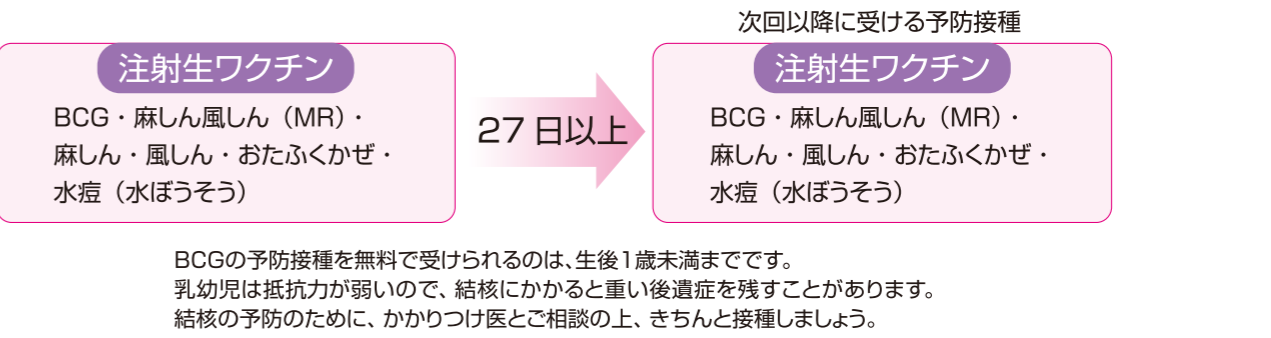 次回以降に受ける予防接種
注射生ワクチン
BCG・麻しん風しん（MR）・
麻しん・風しん・おたふくかぜ・
水痘（水ぼうそう）
27日以上
注射生ワクチン
BCG・麻しん風しん（MR）・
麻しん・風しん・おたふくかぜ・
水痘（水ぼうそう）
BCGの予防接種を無料で受けられるのは、生後1歳未満までです。
乳幼児は抵抗力が弱いので、結核にかかると重い後遺症を残すことがあります。
結核の予防のために、かかりつけ医とご相談の上、きちんと接種しましょう。